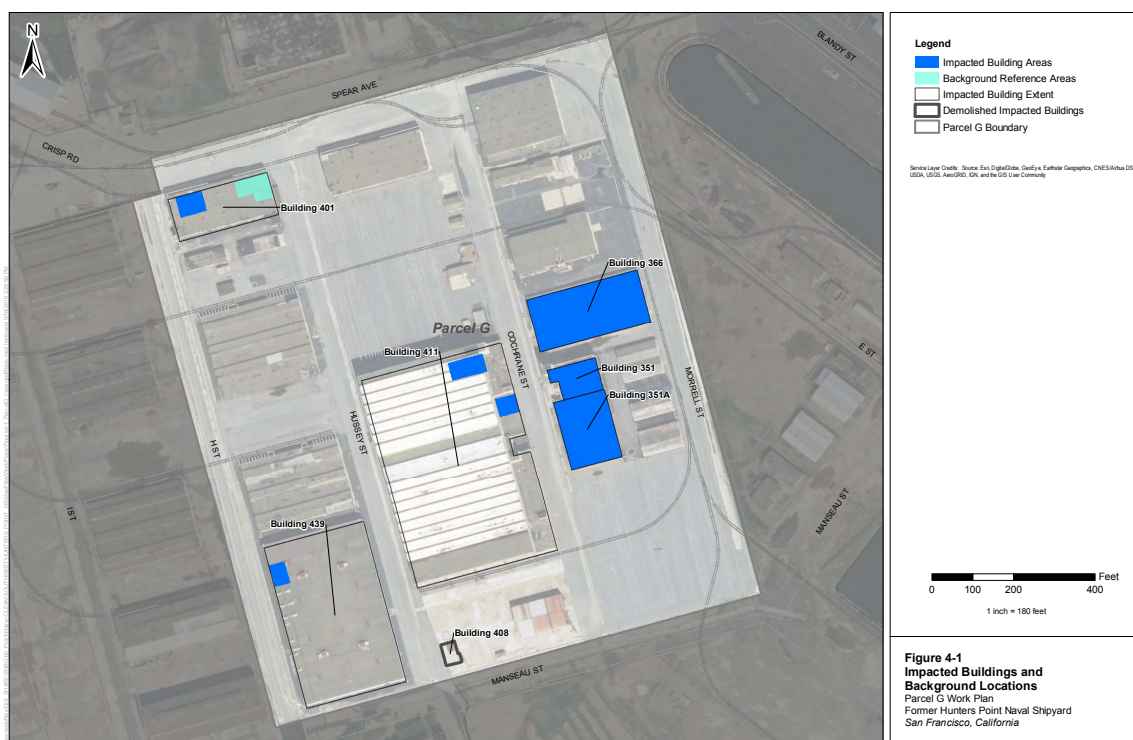 N
SPEAR AVE
BLANDY ST
CRISP RD
Building 401
Building 366
Parcel G
COCHRANE ST
E ST
Building 411
Building 351
MORRELL ST
Building 351A
HUSSEY ST
H ST
I ST
MANSEAU ST
Building 439
Building 408
MANSEAU ST
Legend
Impacted Building Areas
Background Reference Areas
Impacted Building Extent
Demolished Impacted Buildings
Parcel G Boundary
Service Layer Credits: Source: Esri, DigitalGlobe, GeoEye, Earthstar Geographics, CNES/Airbus DS,
USDA, USGS, AeroGRID, IGN, and the GIS User Community
Feet
0 100 200 400
1 inch = 180 feet
Figure 4-1
Impacted Buildings and
Background Locations
Parcel G Work Plan
Former Hunters Point Naval Shipyard
San Francisco, California